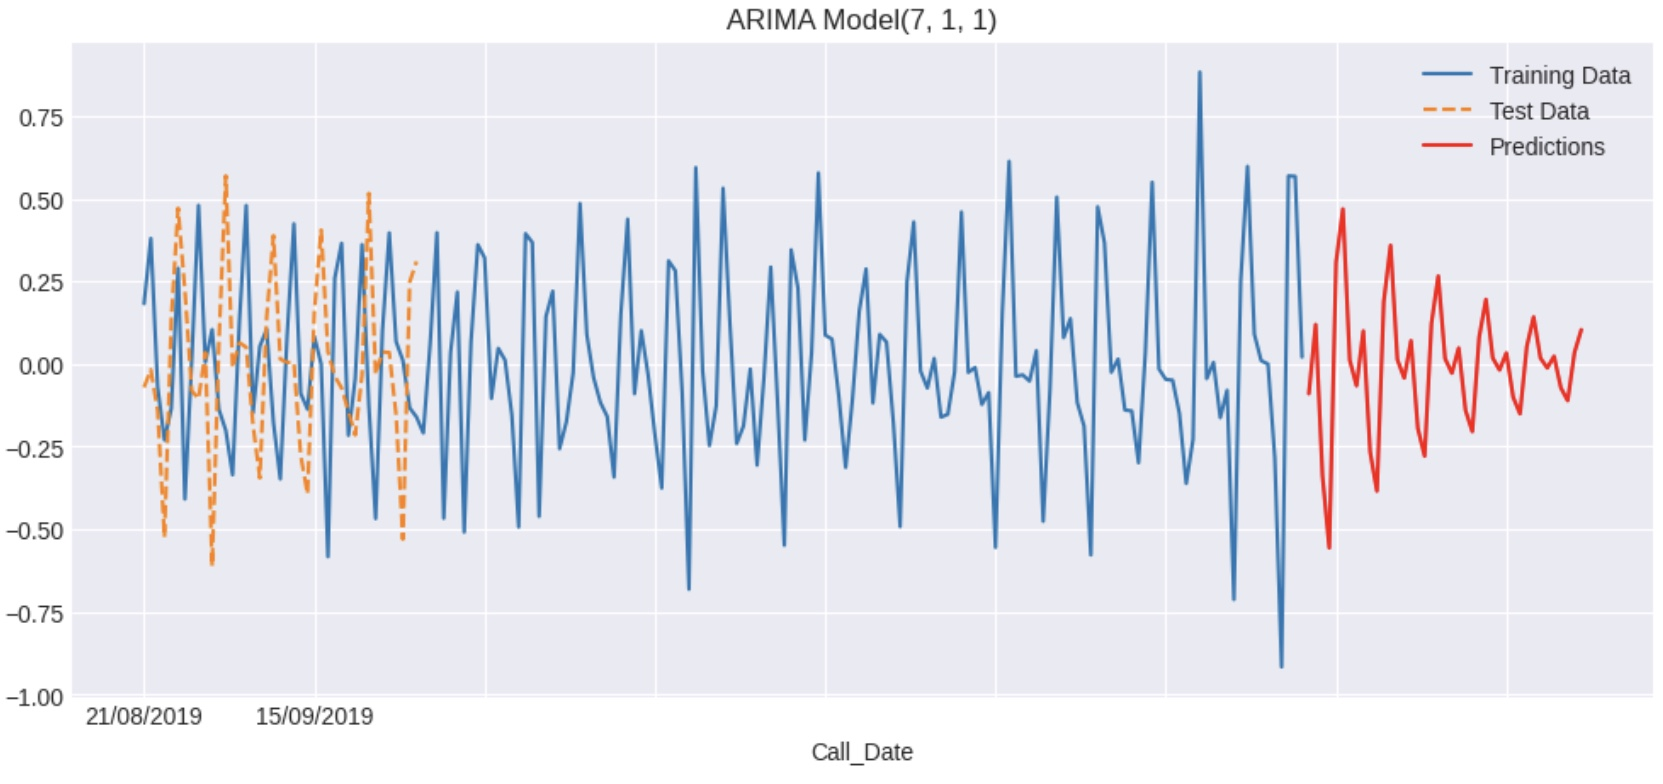 ARIMA Model(7, 1, 1)
Training Data
Test Data
Predictions
0.75
0.50
0.25
0.00
−0.25
−0.50
−0.75
−1.00
21/08/2019 15/09/2019
Call_Date